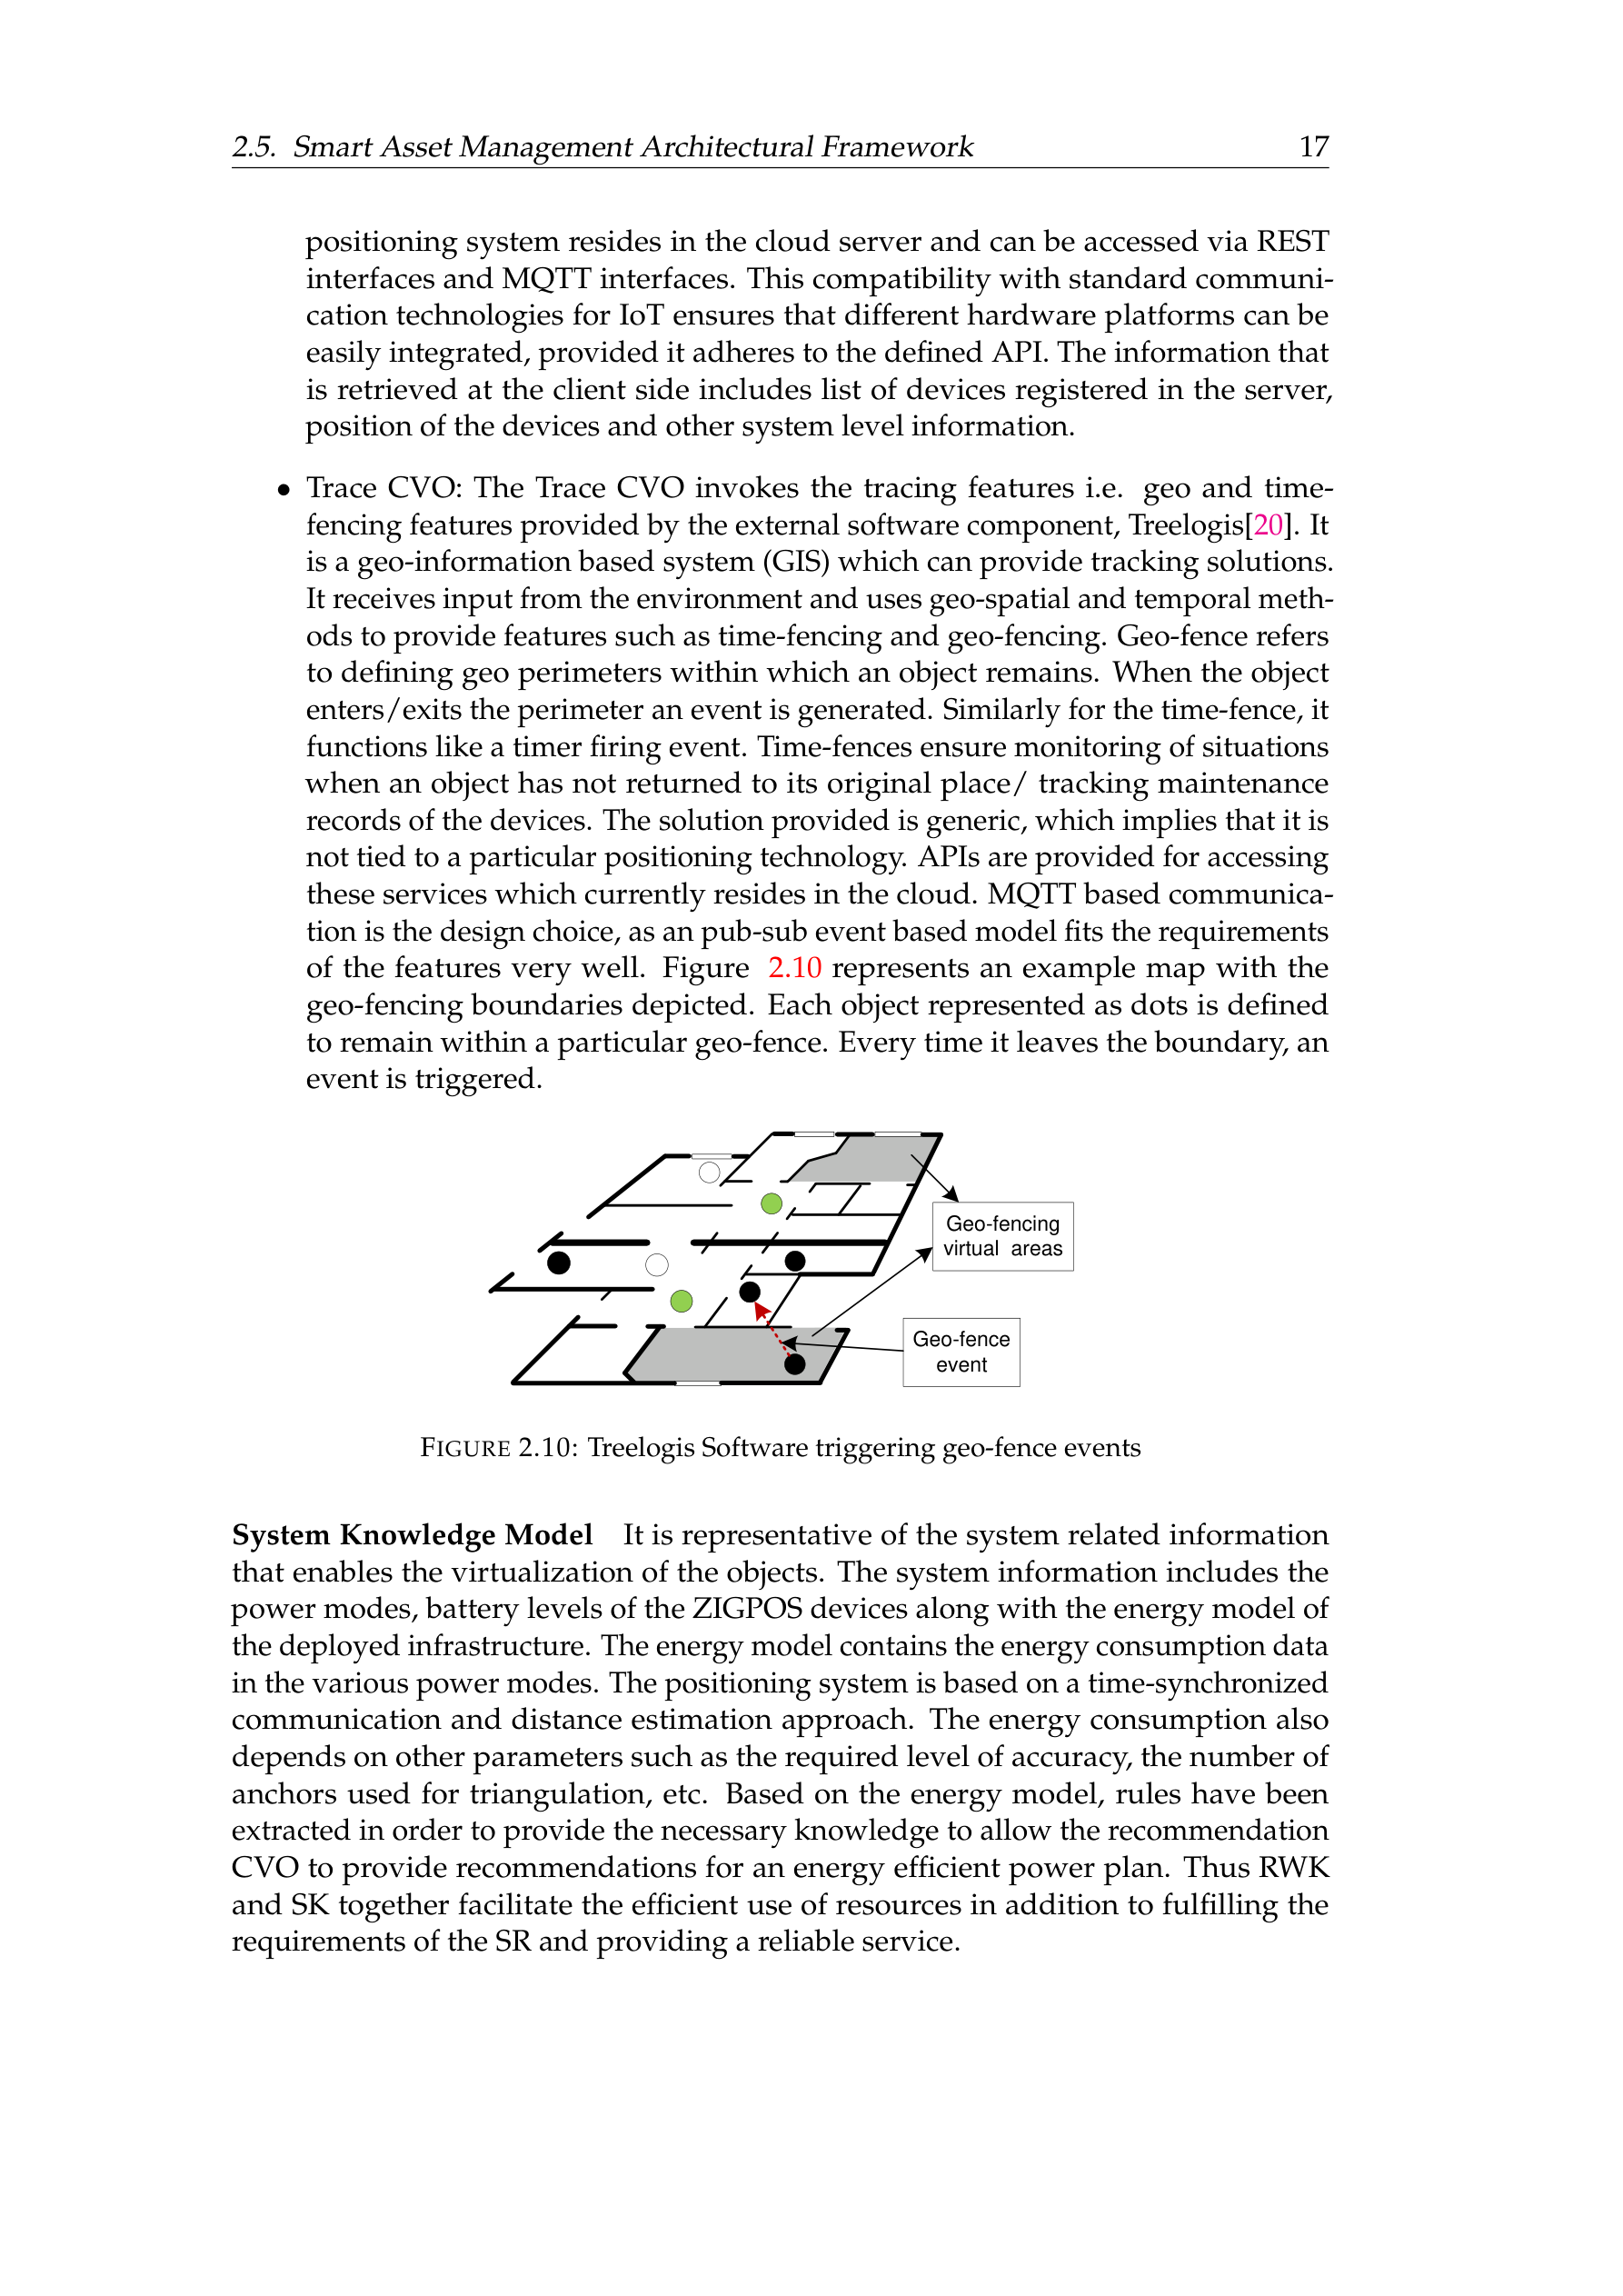 2.5. Smart Asset Management Architectural Framework 17
positioning system resides in the cloud server and can be accessed via REST
interfaces and MQTT interfaces. This compatibility with standard communi-
cation technologies for IoT ensures that different hardware platforms can be
easily integrated, provided it adheres to the defined API. The information that
is retrieved at the client side includes list of devices registered in the server,
position of the devices and other system level information.
• Trace CVO: The Trace CVO invokes the tracing features i.e. geo and time-
fencing features provided by the external software component, Treelogis[20]. It
is a geo-information based system (GIS) which can provide tracking solutions.
It receives input from the environment and uses geo-spatial and temporal meth-
ods to provide features such as time-fencing and geo-fencing. Geo-fence refers
to defining geo perimeters within which an object remains. When the object
enters/exits the perimeter an event is generated. Similarly for the time-fence, it
functions like a timer firing event. Time-fences ensure monitoring of situations
when an object has not returned to its original place/ tracking maintenance
records of the devices. The solution provided is generic, which implies that it is
not tied to a particular positioning technology. APIs are provided for accessing
these services which currently resides in the cloud. MQTT based communica-
tion is the design choice, as an pub-sub event based model fits the requirements
of the features very well. Figure 2.10 represents an example map with the
geo-fencing boundaries depicted. Each object represented as dots is defined
to remain within a particular geo-fence. Every time it leaves the boundary, an
event is triggered.
Geo-fencing
virtual areas
Geo-fence
event
FIGURE 2.10: Treelogis Software triggering geo-fence events
System Knowledge Model It is representative of the system related information
that enables the virtualization of the objects. The system information includes the
power modes, battery levels of the ZIGPOS devices along with the energy model of
the deployed infrastructure. The energy model contains the energy consumption data
in the various power modes. The positioning system is based on a time-synchronized
communication and distance estimation approach. The energy consumption also
depends on other parameters such as the required level of accuracy, the number of
anchors used for triangulation, etc. Based on the energy model, rules have been
extracted in order to provide the necessary knowledge to allow the recommendation
CVO to provide recommendations for an energy efficient power plan. Thus RWK
and SK together facilitate the efficient use of resources in addition to fulfilling the
requirements of the SR and providing a reliable service.